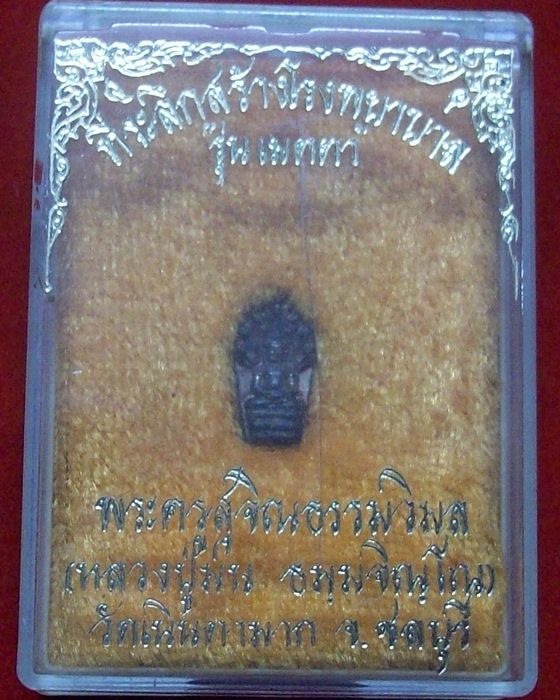 ที่ระลึกสร้างโรงพยาบาล
รุ่นเมตตา
พระครูสุจิณธรรมวิมล
(หลวงปู่ม่น ธมฺมจิณฺโณ)
วัดเนินตามาก จ.ชลบุรี